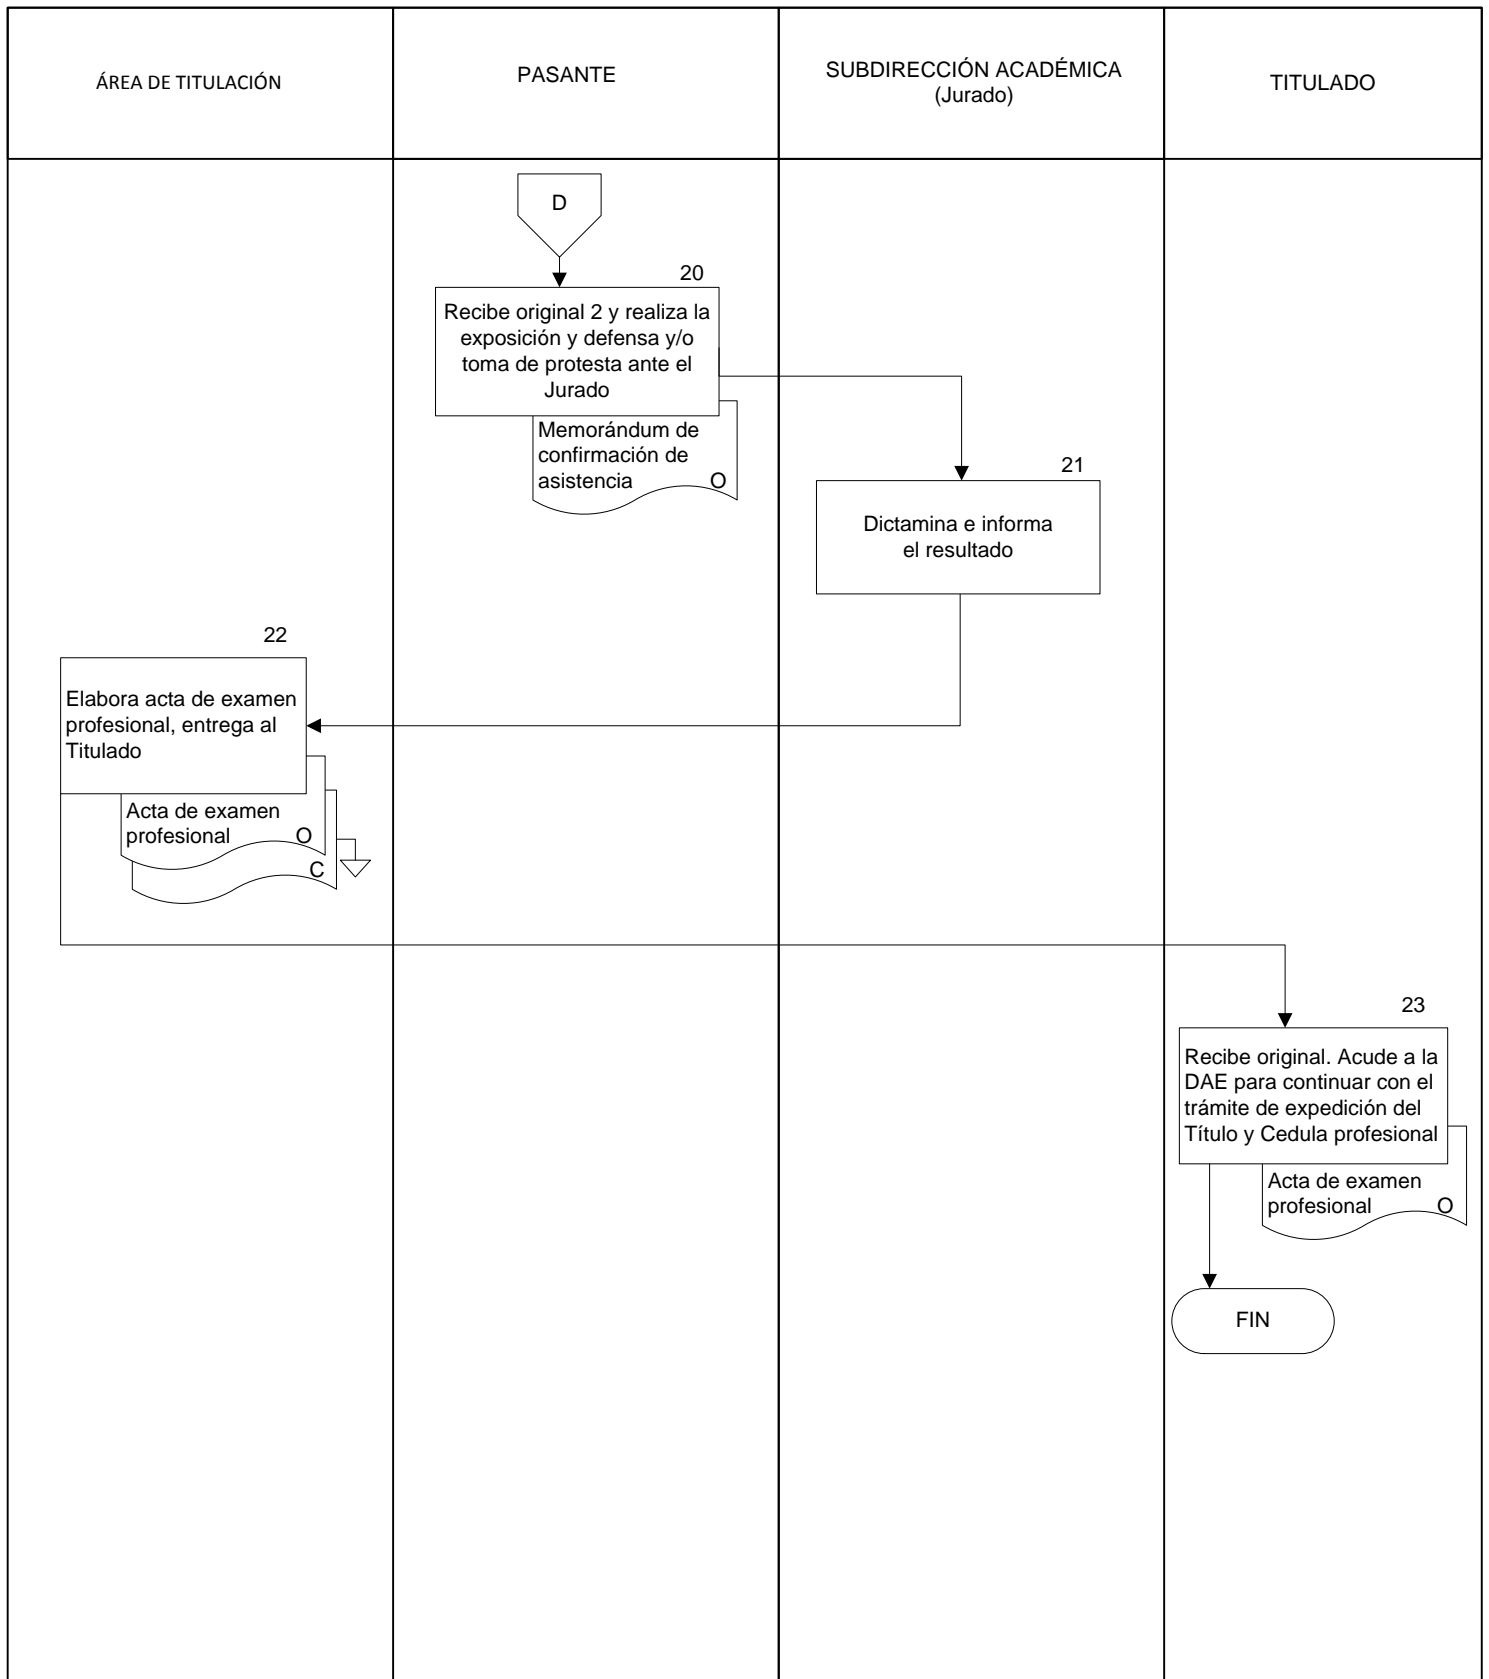 ÁREA DE TITULACIÓN
PASANTE
SUBDIRECCIÓN ACADÉMICA
(Jurado)
TITULADO
D
20
Recibe original 2 y realiza la
exposición y defensa y/o
toma de protesta ante el
Jurado
Memorándum de
confirmación de
asistencia
O
21
Dictamina e informa
el resultado
22
Elabora acta de examen
profesional, entrega al
Titulado
Acta de examen
profesional
O
C
23
Recibe original. Acude a la
DAE para continuar con el
trámite de expedición del
Título y Cedula profesional
Acta de examen
profesional
O
FIN